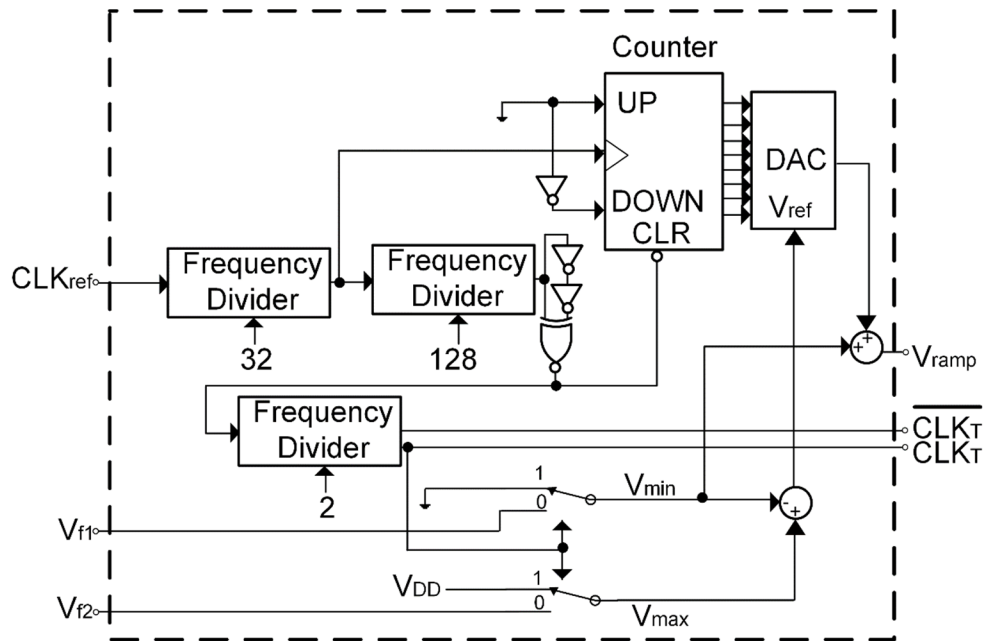 Counter
UP
DAC
Vref
DOWN
CLR
CLKref
Frequency
Divider
Frequency
Divider
32
128
+
+
Vramp
Frequency
Divider
CLKT
CLKT
2
1
0
Vmin
-
+
Vf1
VDD
1
0
Vf2
Vmax